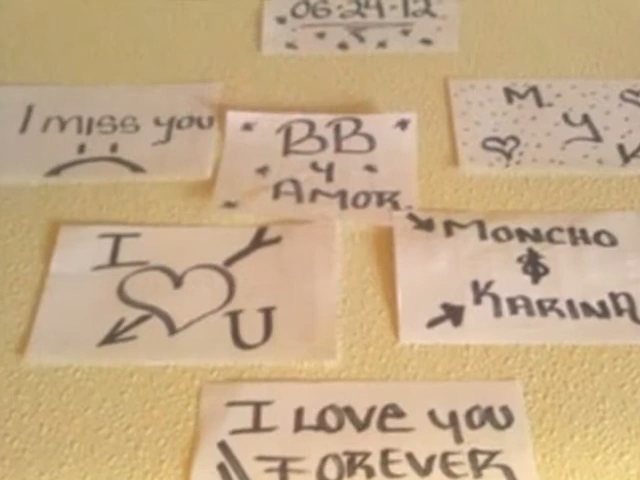 06·24·12
I miss you
BB
y
AMOR
M
y
K
I
U
MONCHO
$
KARINA
I LOVE you
FOREVER